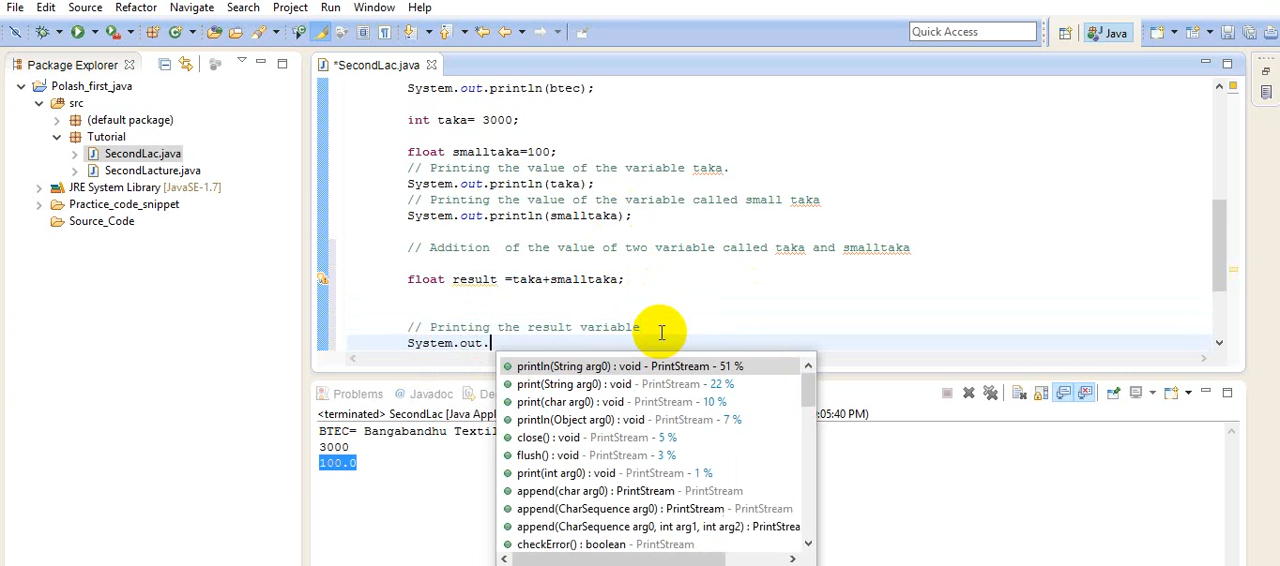 File Edit Source Refactor Navigate Search Project Run Window Help
Quick Access
Java
Package Explorer
Polash_first_java
src
(default package)
Tutorial
SecondLac.java
SecondLacture.java
JRE System Library [JavaSE-1.7]
Practice_code_snippet
Source_Code
*SecondLac.java
System.out.println(btec);
int taka= 3000;
float smalltaka=100;
// Printing the value of the variable taka.
System.out.println(taka);
// Printing the value of the variable called small taka
System.out.println(smalltaka);
// Addition  of the value of two variable called taka and smalltaka
float result =taka+smalltaka;
// Printing the result variable
System.out.
println(String arg0) : void - PrintStream - 51 %
print(String arg0) : void - PrintStream - 22 %
print(char arg0) : void - PrintStream - 10 %
println(Object arg0) : void - PrintStream - 7 %
close() : void - PrintStream - 5 %
flush() : void - PrintStream - 3 %
print(int arg0) : void - PrintStream - 1 %
append(char arg0) : PrintStream - PrintStream
append(CharSequence arg0) : PrintStream - PrintStream
append(CharSequence arg0, int arg1, int arg2) : PrintStrea
checkError() : boolean - PrintStream
Problems @ Javadoc De
<terminated> SecondLac [Java Appl :05:40 PM)
BTEC= Bangabandhu Textil
3000
100.0